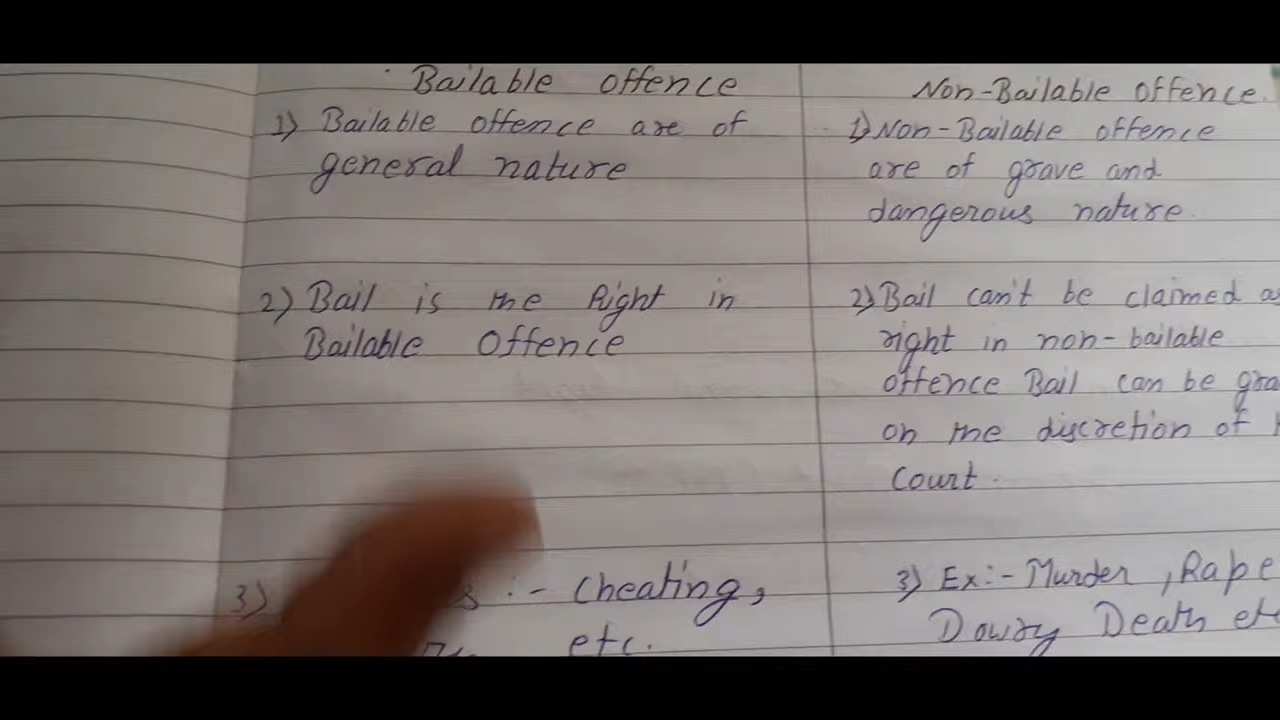 Bailable offence
1) Bailable offence are of
general nature
2) Bail is the Right in
Bailable Offence
3) :- Cheating,
etc.
Non-Bailable offence.
1) Non-Bailable offence
are of grave and
dangerous nature.
2) Bail can't be claimed as
right in non-bailable
offence Bail can be
on the discretion of
Court.
3) Ex:- Murder, Rape
Dowry Death etc